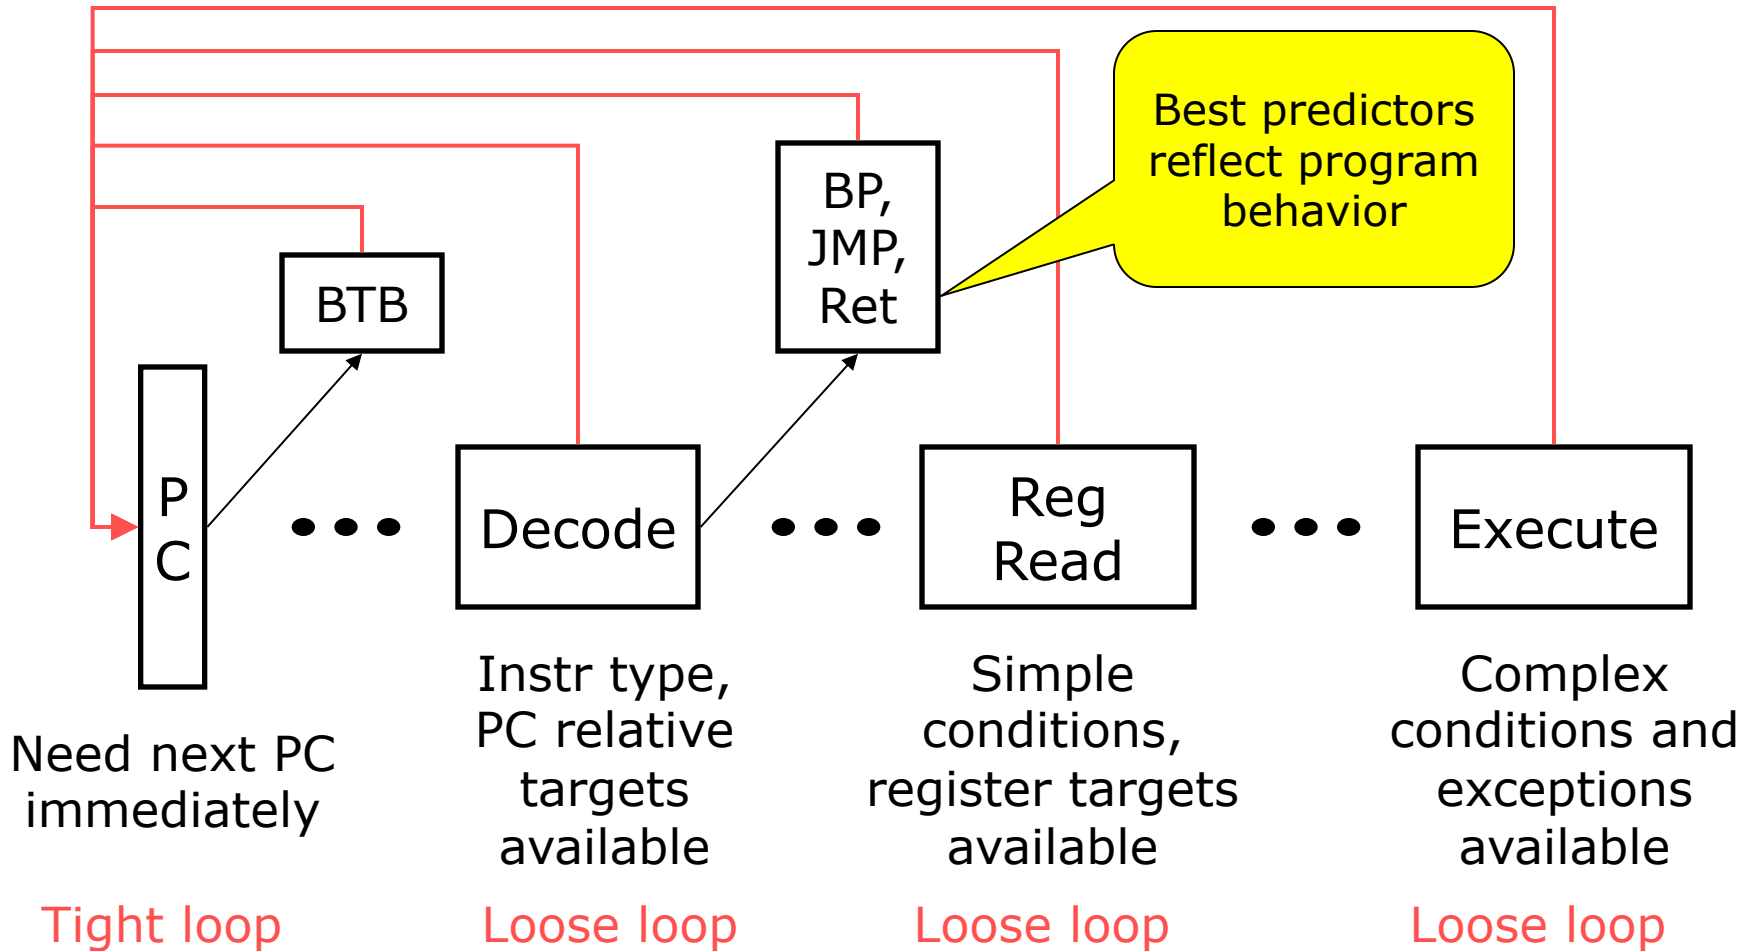 Best predictors
reflect program
behavior
BP,
JMP,
Ret
BTB
P
C
Decode
Reg
Read
Execute
Need next PC
immediately
Instr type,
PC relative
targets
available
Simple
conditions,
register targets
available
Complex
conditions and
exceptions
available
Tight loop
Loose loop
Loose loop
Loose loop